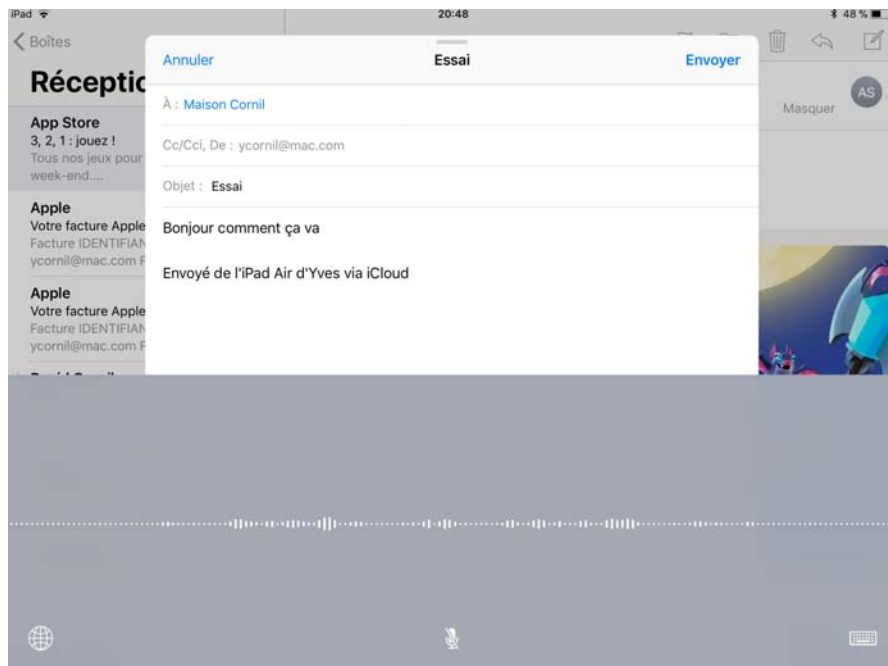 iPad 20:48 48 %
Boîtes
Annuler Essai Envoyer
Réceptio
À : Maison Cornil
AS
Masquer
App Store
3, 2, 1 : jouez !
Tous nos jeux pour
week-end....
Cc/Cci, De : ycornil@mac.com
Objet : Essai
Apple
Votre facture Apple
Facture IDENTIFIAN
ycornil@mac.com F
Bonjour comment ça va
Envoyé de l'iPad Air d'Yves via iCloud
Apple
Votre facture Apple
Facture IDENTIFIAN
ycornil@mac.com F